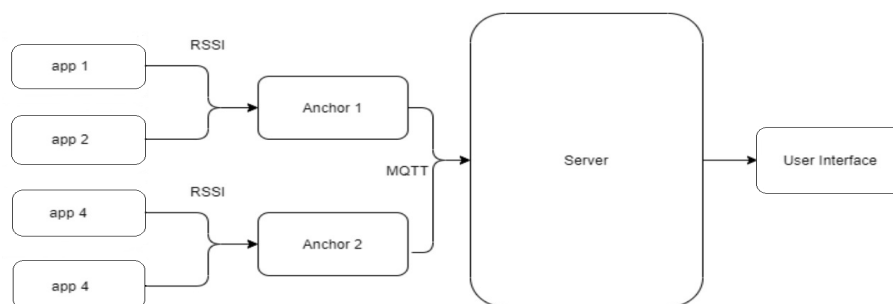 RSSI
app 1
Anchor 1
app 2
MQTT
Server
User Interface
RSSI
app 4
Anchor 2
app 4